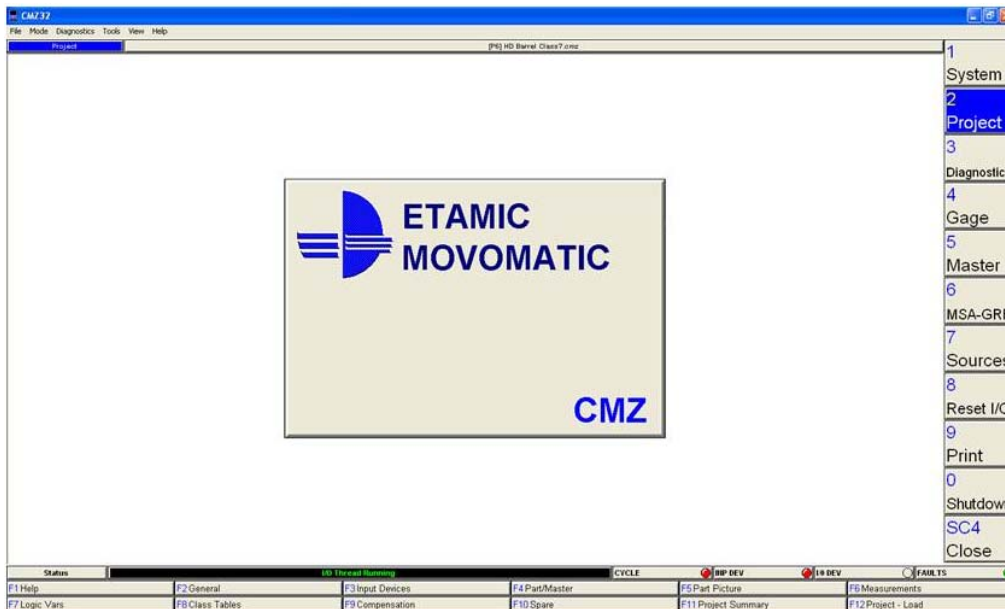 CMZ32
File Mode Diagnostics Tools View Help
Project [P6] HD Barrel Class7.cmz
1
System
2
Project
3
Diagnostic
4
Gage
5
Master
6
MSA-GR
7
Sources
8
Reset I/O
9
Print
0
Shutdown
SC4
Close
ETAMIC
MOVOMATIC
CMZ
Status I/O Thread Running CYCLE INP DEV IO DEV FAULTS
F1 Help F2 General F3 Input Devices F4 Part/Master F5 Part Picture F6 Measurements
F7 Logic Vars F8 Class Tables F9 Compensation F10 Spare F11 Project Summary F12 Project - Load